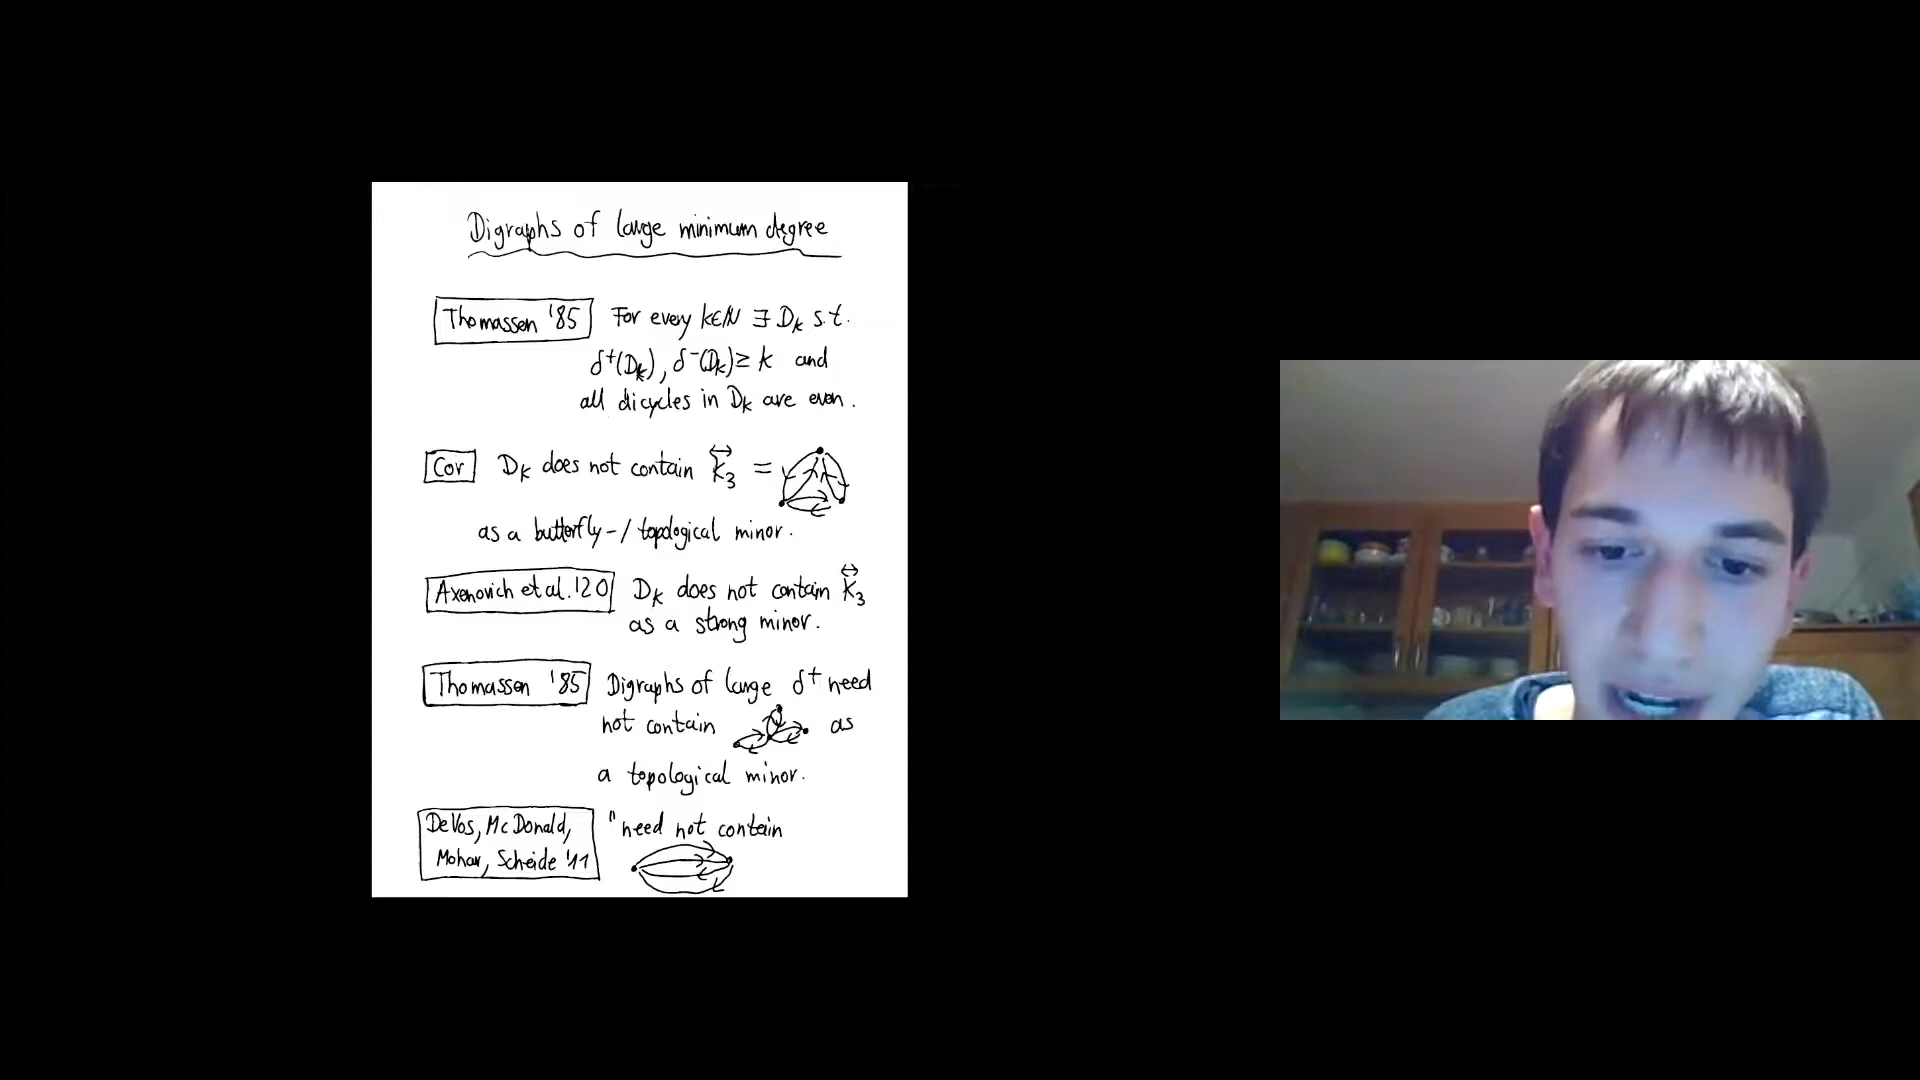 Digraphs of large minimum degree
Thomassen '85 For every k∈ℕ ∃ D_k s.t.
δ⁺(D_k), δ⁻(D_k) ≥ k and
all dicycles in D_k are even.
Cor D_k does not contain K⃡_3 =
as a butterfly-/topological minor.
Axenovich et al. '20 D_k does not contain K⃡_3
as a strong minor.
Thomassen '85 Digraphs of large δ⁺ need
not contain as
a topological minor.
DeVos, McDonald,
Mohar, Scheide '11
" need not contain